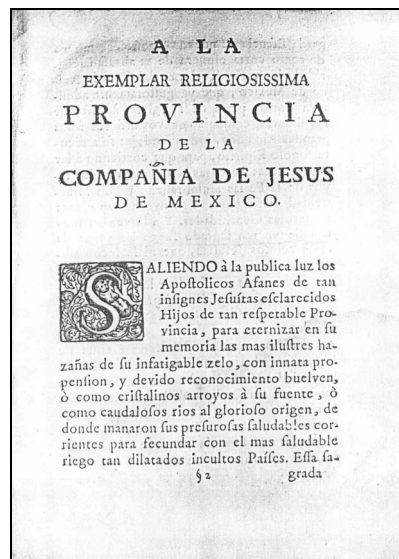 A LA
EXEMPLAR RELIGIOSISSIMA
PROVINCIA
DE LA
COMPAÑIA DE JESUS
DE MEXICO.
SALIENDO à la publica luz los
Apoſtolicos Afanes de tan
inſignes Jeſuitas eſclarecidos
Hijos de tan reſpetable Pro-
vincia, para eternizar en ſu
memoria las mas iluſtres ha-
zañas de ſu infatigable zelo, con innata pro-
penſion, y devido reconocimiento buelven,
ò como criſtalinos arroyos à ſu fuente, ò
como caudaloſos rios al glorioſo origen, de
donde manaron ſus preſuroſas ſaludables cor-
rientes para fecundar con el mas ſaludable
riego tan dilatados incultos Paìſes. Eſſa ſa-
§ 2 grada